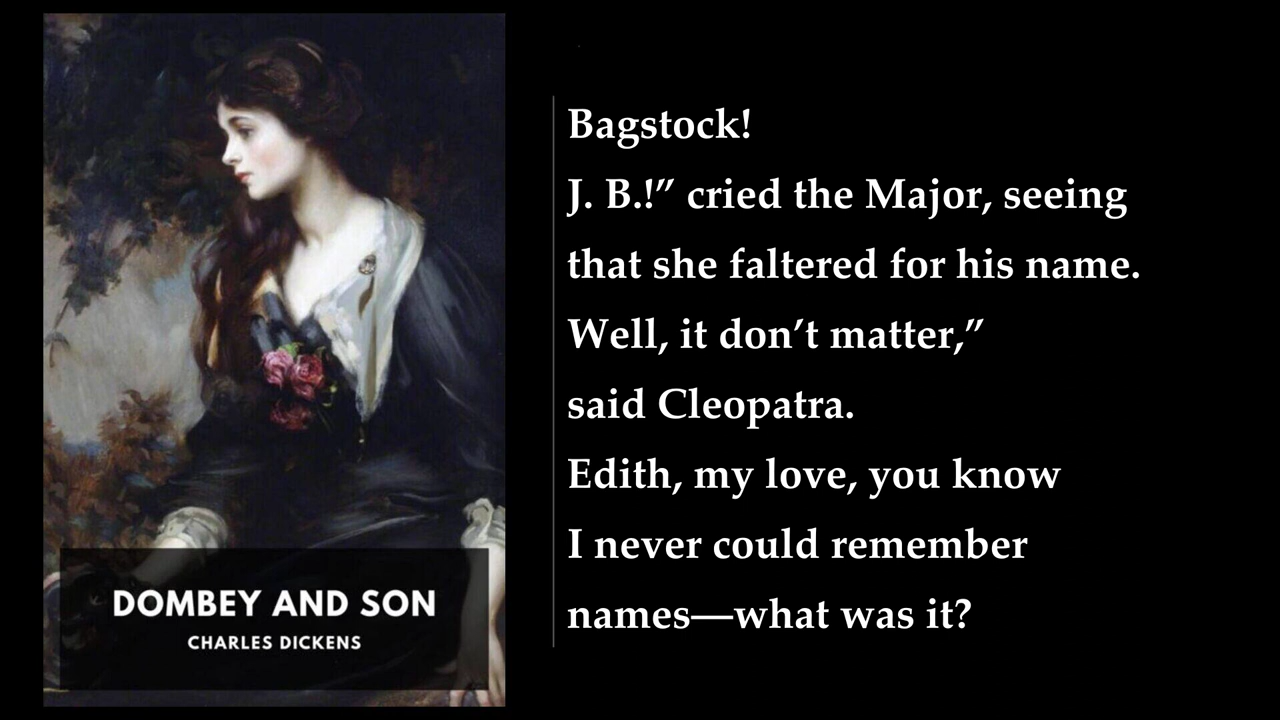 DOMBEY AND SON
CHARLES DICKENS
Bagstock!
J. B.!” cried the Major, seeing
that she faltered for his name.
Well, it don’t matter,”
said Cleopatra.
Edith, my love, you know
I never could remember
names—what was it?